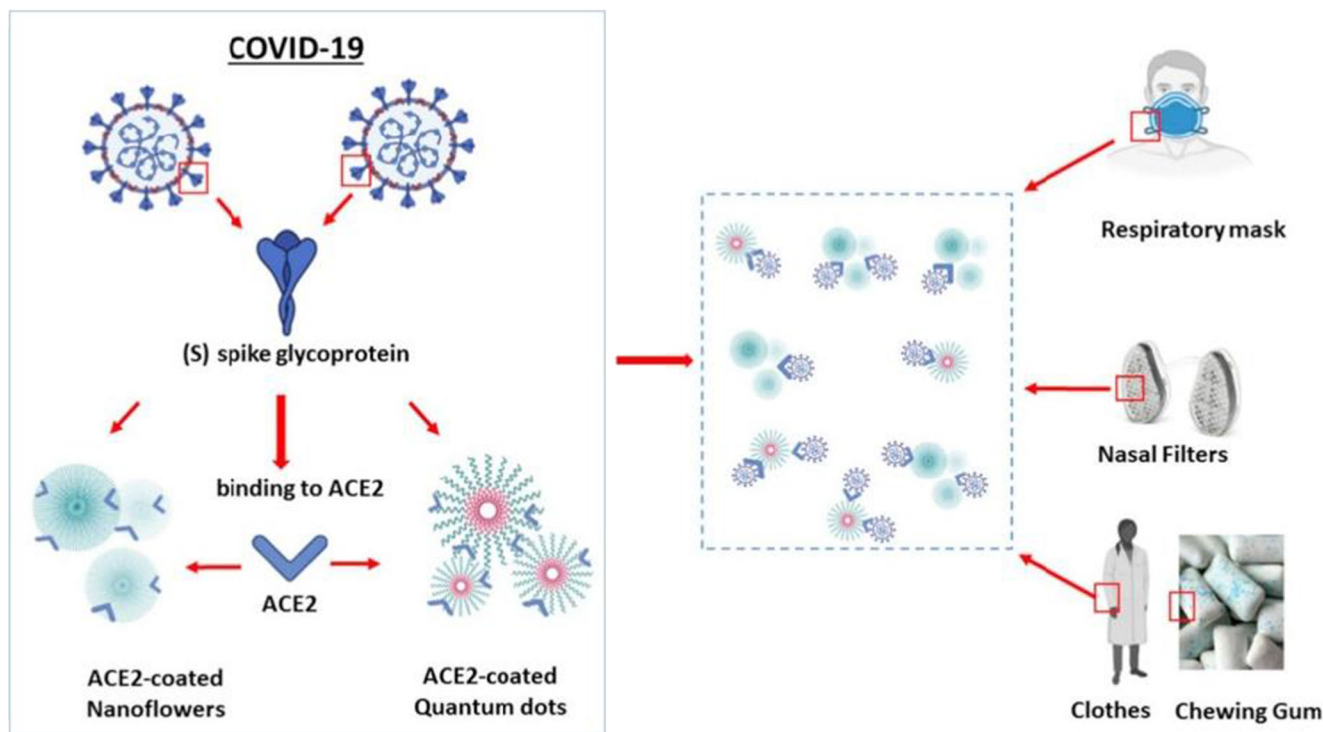 COVID-19
(S) spike glycoprotein
binding to ACE2
ACE2
ACE2-coated
Nanoflowers
ACE2-coated
Quantum dots
Respiratory mask
Nasal Filters
Clothes
Chewing Gum